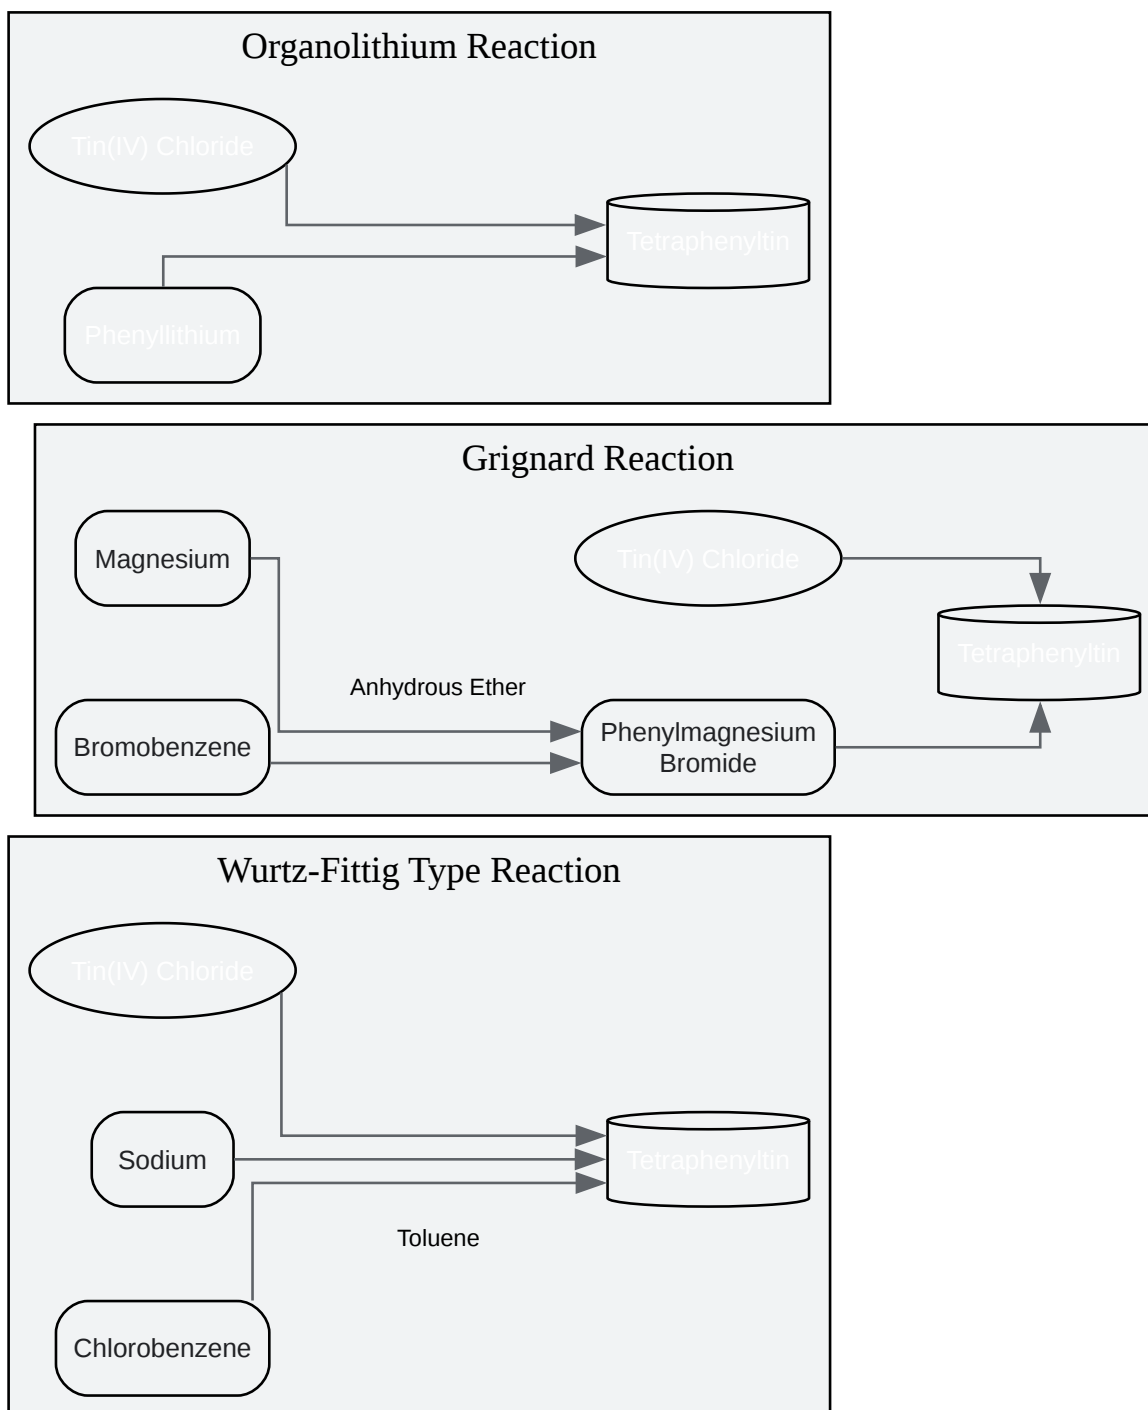 Organolithium Reaction
Tin(IV) Chloride
Tetraphenyltin
Phenyllithium
Grignard Reaction
Magnesium
Tin(IV) Chloride
Tetraphenyltin
Anhydrous Ether
Bromobenzene
Phenylmagnesium
Bromide
Wurtz-Fittig Type Reaction
Tin(IV) Chloride
Sodium
Tetraphenyltin
Toluene
Chlorobenzene